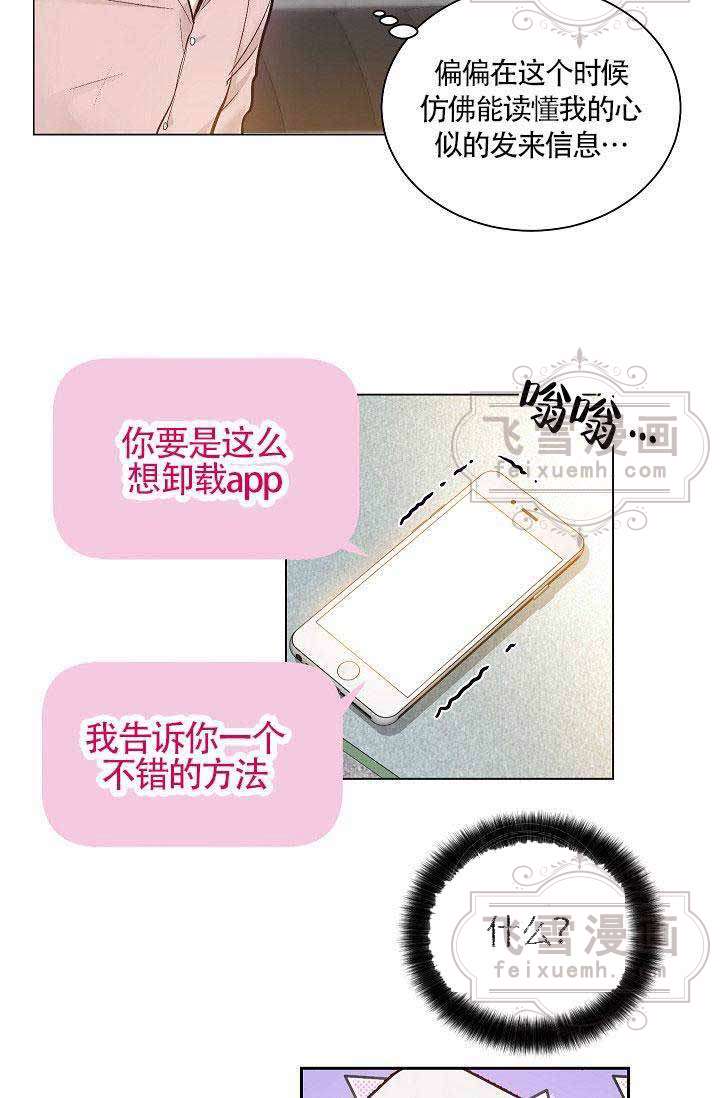 偏偏在这个时候
仿佛能读懂我的心
似的发来信息…
嗡嗡…
飞雪漫画
feixuemh.com
你要是这么
想卸载app
我告诉你一个
不错的方法
什么?
飞雪漫画
feixuemh.com